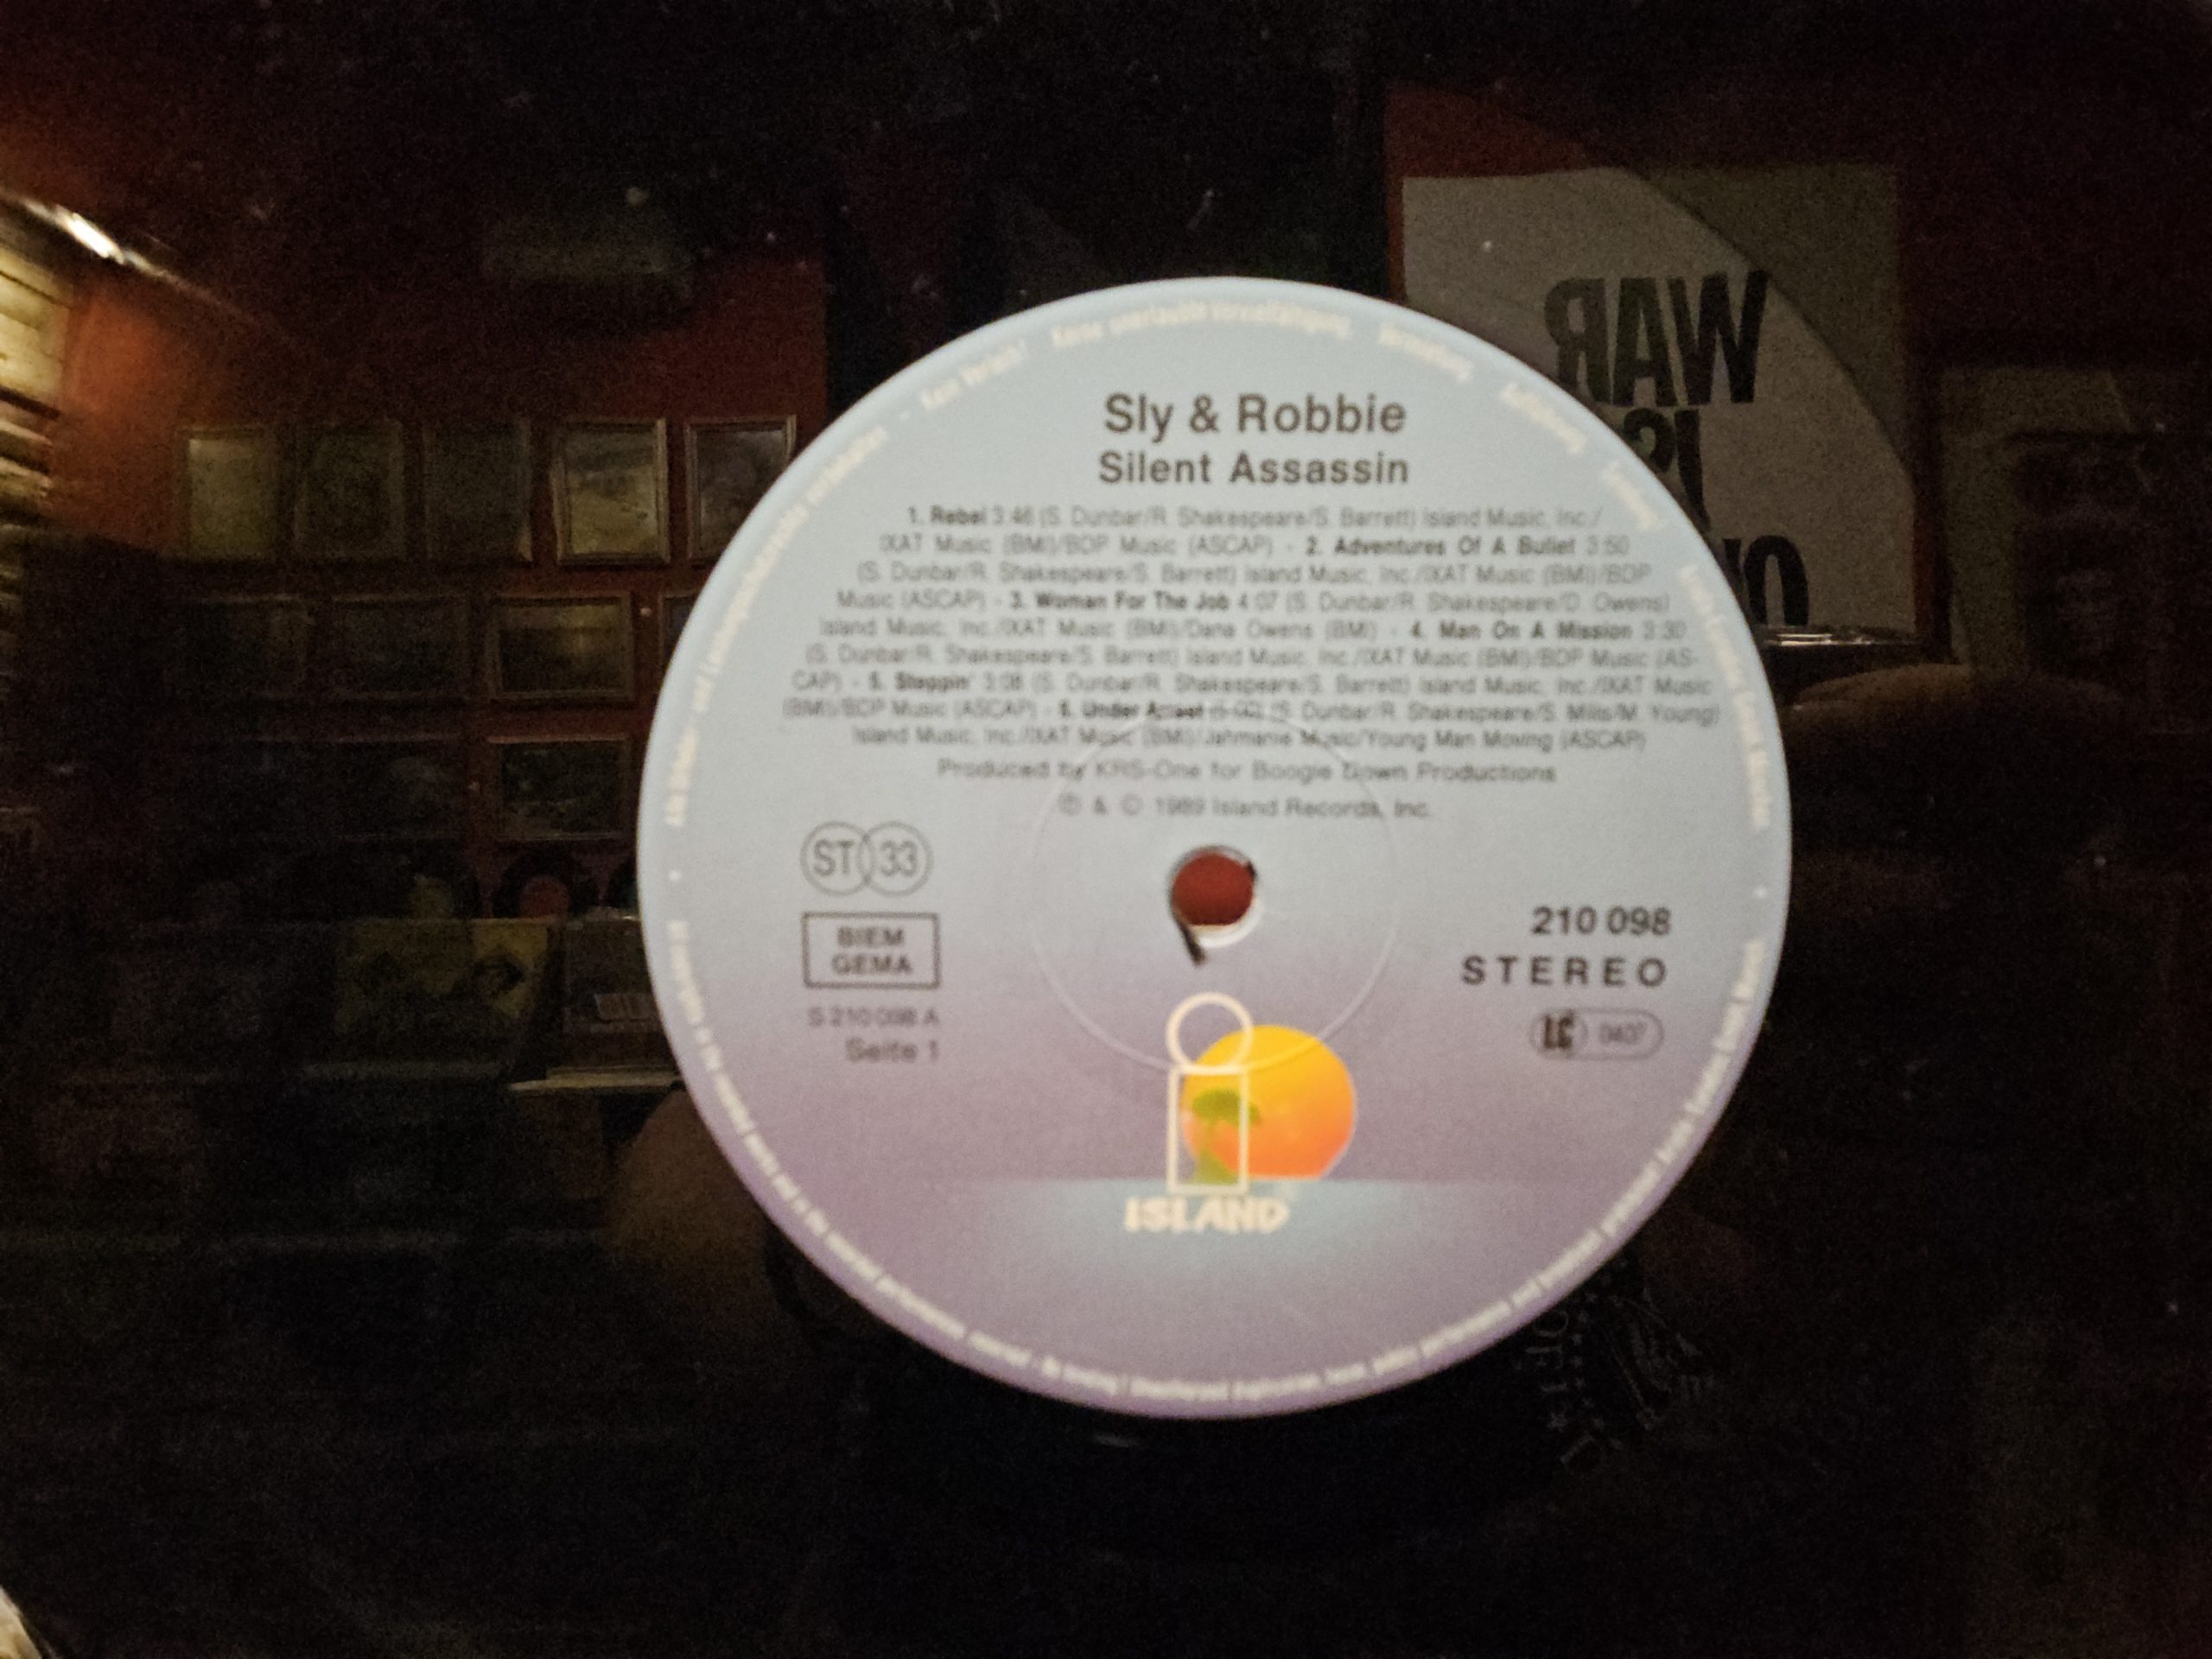 Sly & Robbie
Silent Assassin
1. Rebel 3:46 (S. Dunbar/R. Shakespeare/S. Barrett) Island Music, Inc./
IXAT Music (BMI)/BDP Music (ASCAP) - 2. Adventures Of A Bullet 3:50
(S. Dunbar/R. Shakespeare/S. Barrett) Island Music, Inc./IXAT Music (BMI)/BDP
Music (ASCAP) - 3. Woman For The Job 4:07 (S. Dunbar/R. Shakespeare/D. Owens)
Island Music, Inc./IXAT Music (BMI)/Dana Owens (BMI) - 4. Man On A Mission 3:30
(S. Dunbar/R. Shakespeare/S. Barrett) Island Music, Inc./IXAT Music (BMI)/BDP Music (AS-
CAP) - 5. Steppin' 3:08 (S. Dunbar/R. Shakespeare/S. Barrett) Island Music, Inc./IXAT Music
(BMI)/BDP Music (ASCAP) - 6. Under (S. Dunbar/R. Shakespeare/S. Mills/M. Young)
Island Music, Inc./IXAT Music (BMI)/Jahmanie Music/Young Man Moving (ASCAP)
Produced by KRS-One for Boogie Down Productions
℗ & © 1989 Island Records, Inc.
ST 33
BIEM
GEMA
S 210 098 A
Seite 1
210 098
STEREO
LC 0407
ISLAND
WAR
IS